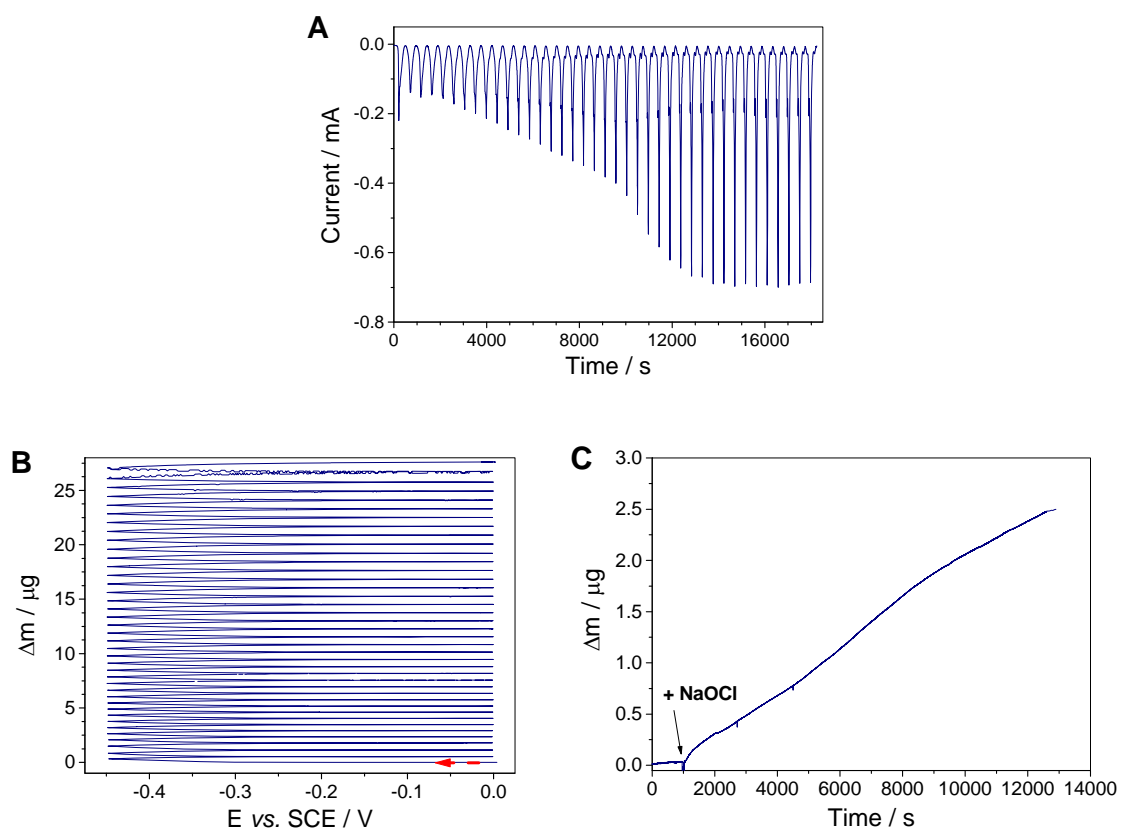 A
0.0
-0.2
-0.4
-0.6
-0.8
Current / mA
0 4000 8000 12000 16000
Time / s
B
25
20
15
10
5
0
Δm / µg
-0.4 -0.3 -0.2 -0.1 0.0
E vs. SCE / V
C
3.0
2.5
2.0
1.5
1.0
0.5
0.0
Δm / µg
+ NaOCl
0 2000 4000 6000 8000 10000 12000 14000
Time / s